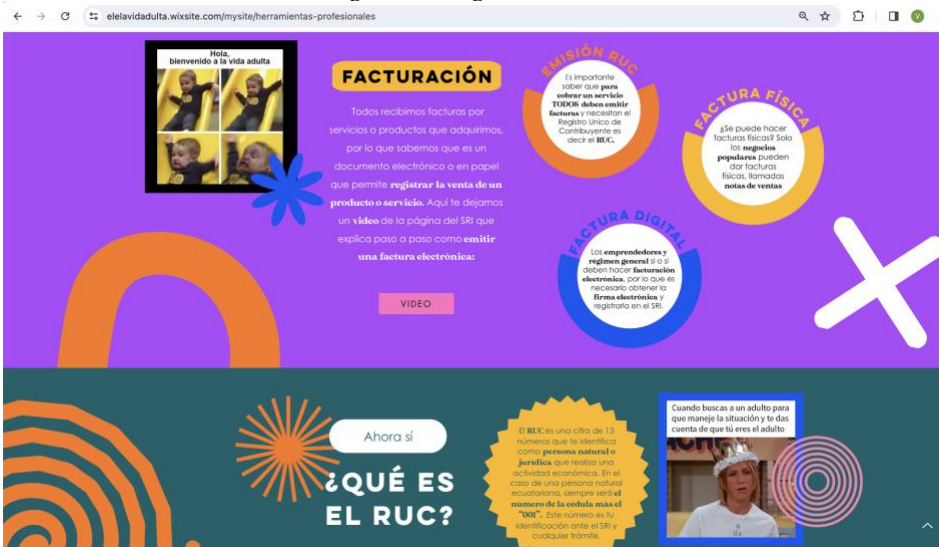 elelavidadulta.wixsite.com/mysite/herramientas-profesionales
V
Hola,
bienvenido a la vida adulta
FACTURACIÓN
Todos recibimos facturas por
servicios o productos que adquirimos,
por lo que sabemos que es un
documento electrónico o en papel
que permite registrar la venta de un
producto o servicio. Aquí te dejamos
un video de la página del SRI que
explica paso a paso como emitir
una factura electrónica:
VIDEO
EMISIÓN RUC
Es importante
saber que para
cobrar un servicio
TODOS deben emitir
facturas y necesitan el
Registro Unico de
Contribuyente es
decir el RUC.
FACTURA FÍSICA
¿Se puede hacer
facturas físicas? Solo
los negocios
populares pueden
dar facturas
físicas, llamadas
notas de ventas
FACTURA DIGITAL
Los emprendedores y
régimen general si o si
deben hacer facturación
electrónica, por lo que es
necesario obtener la
firma electrónica y
registrarla en el SRI.
Ahora sí
¿QUÉ ES
EL RUC?
El RUC es una cifra de 13
números que te identifica
como persona natural o
jurídica que realiza una
actividad económica. En el
caso de una persona natural
ecuatoriana, siempre será el
número de la cédula más el
"001". Este número es tu
identificación ante el SRI y
cualquier trámite.
Cuando buscas a un adulto para
que maneje la situación y te das
cuenta de que tú eres el adulto